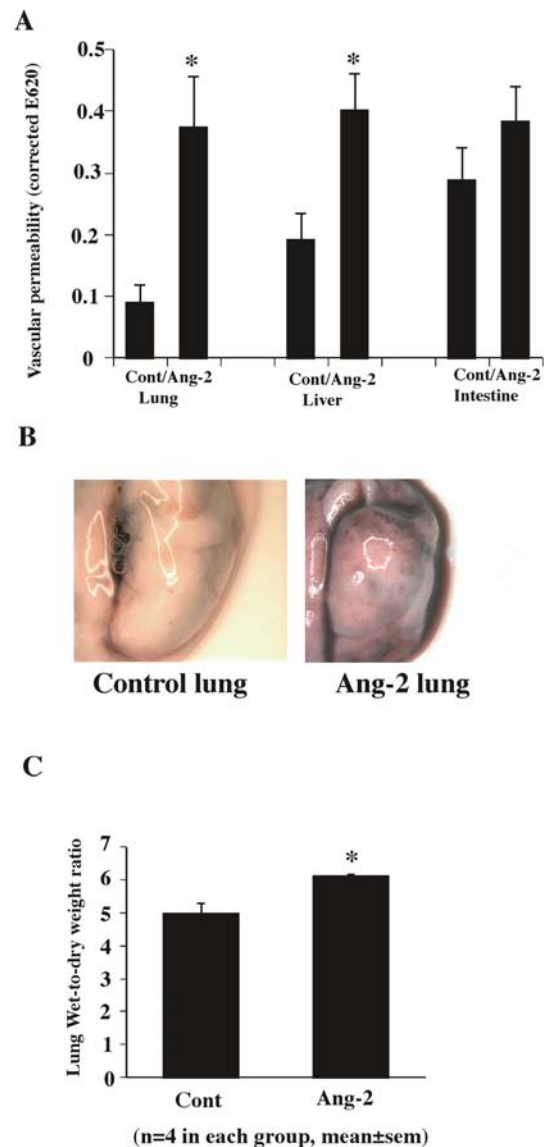 A
Vascular permeability (corrected E620)
0.5
0.4
0.3
0.2
0.1
0
*
*
Cont/Ang-2 Cont/Ang-2 Cont/Ang-2
Lung Liver Intestine
B
Control lung Ang-2 lung
C
Lung Wet-to-dry weight ratio
7
6
5
4
3
2
1
0
*
Cont Ang-2
(n=4 in each group, mean±sem)